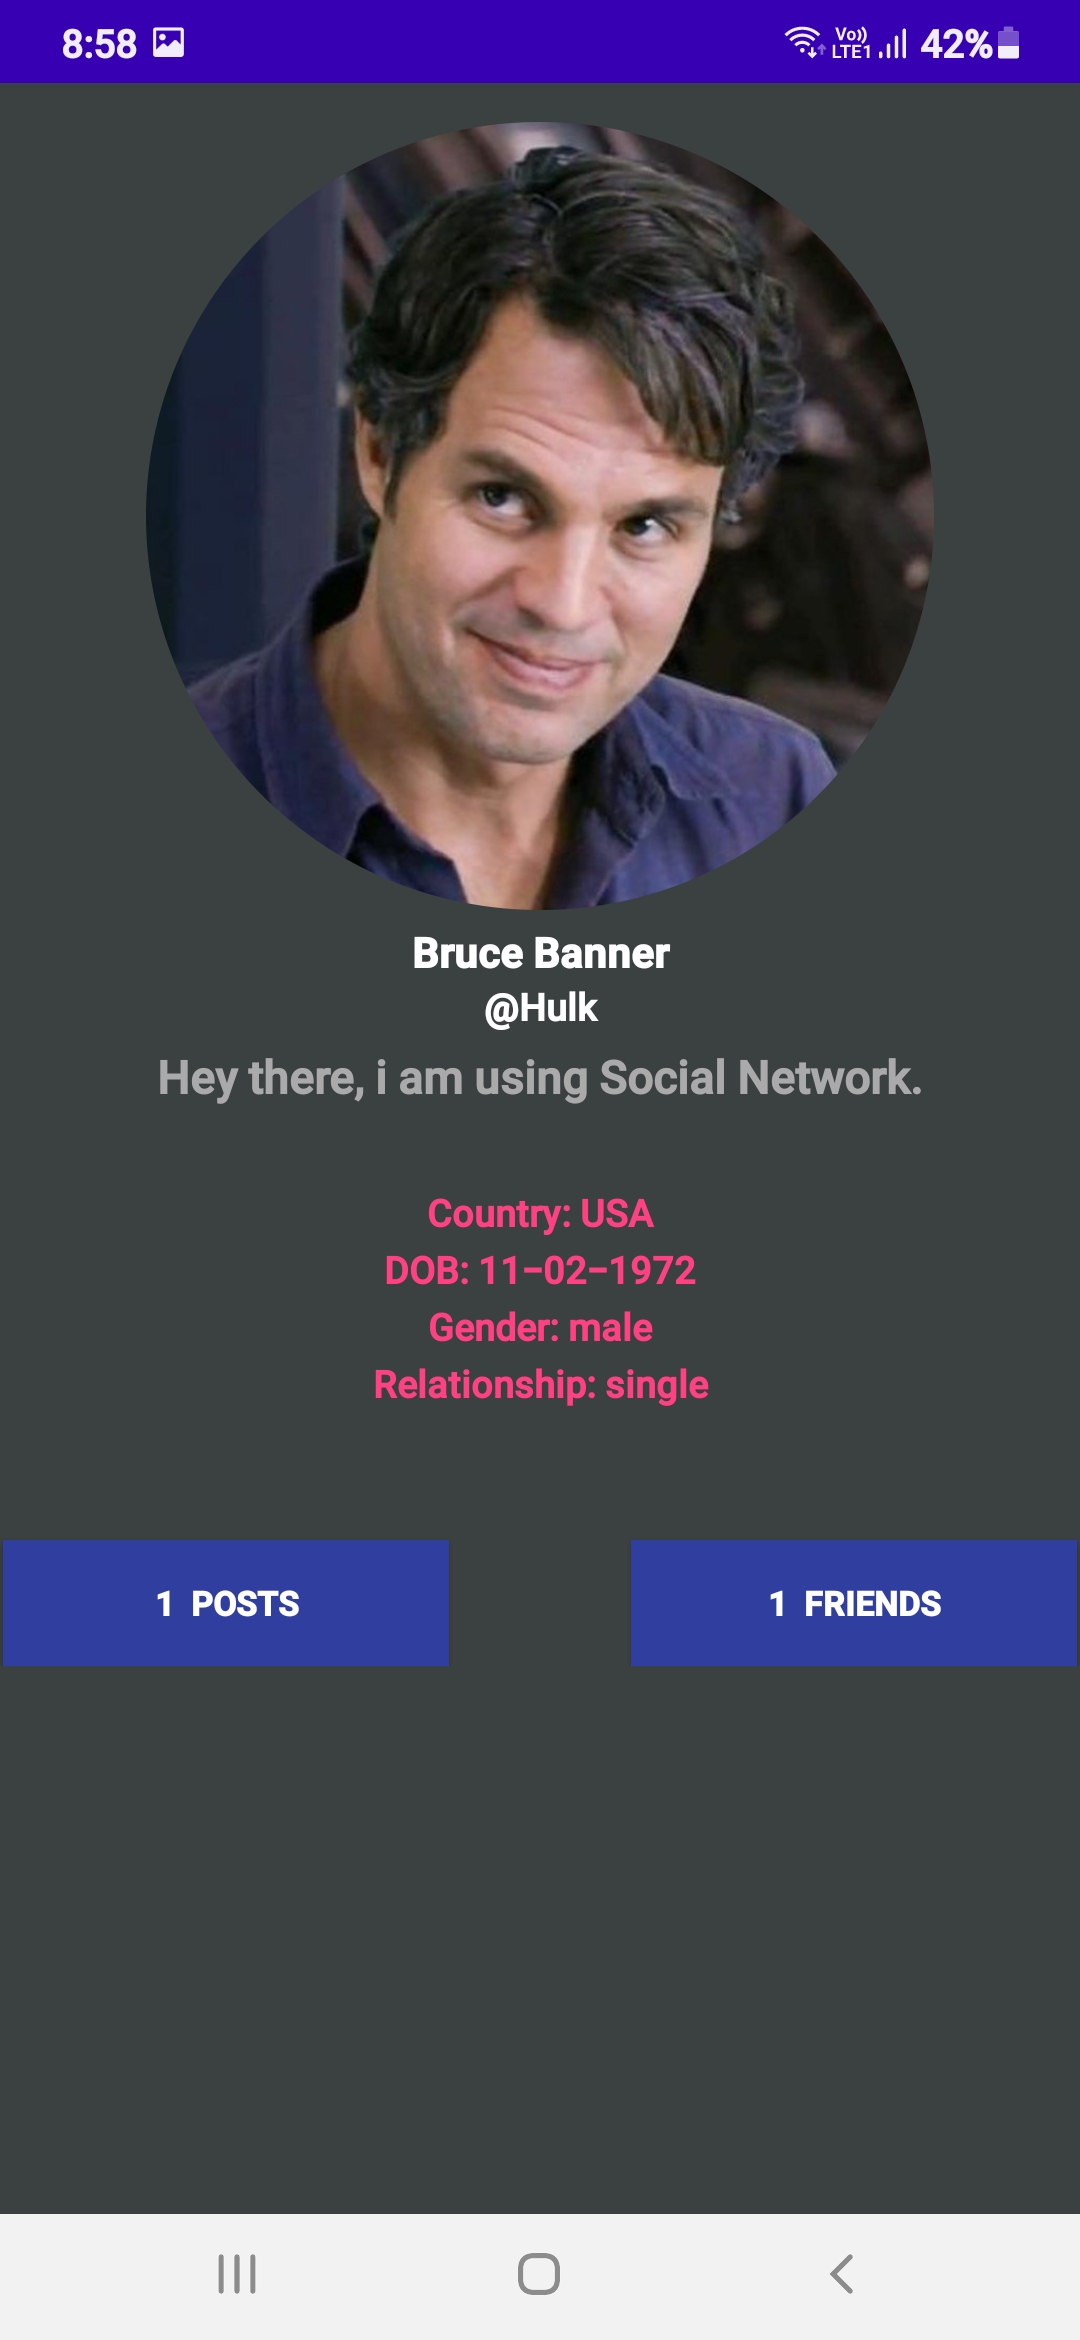 8:58
Vo))
LTE1
42%
Bruce Banner
@Hulk
Hey there, i am using Social Network.
Country: USA
DOB: 11-02-1972
Gender: male
Relationship: single
1 POSTS
1 FRIENDS